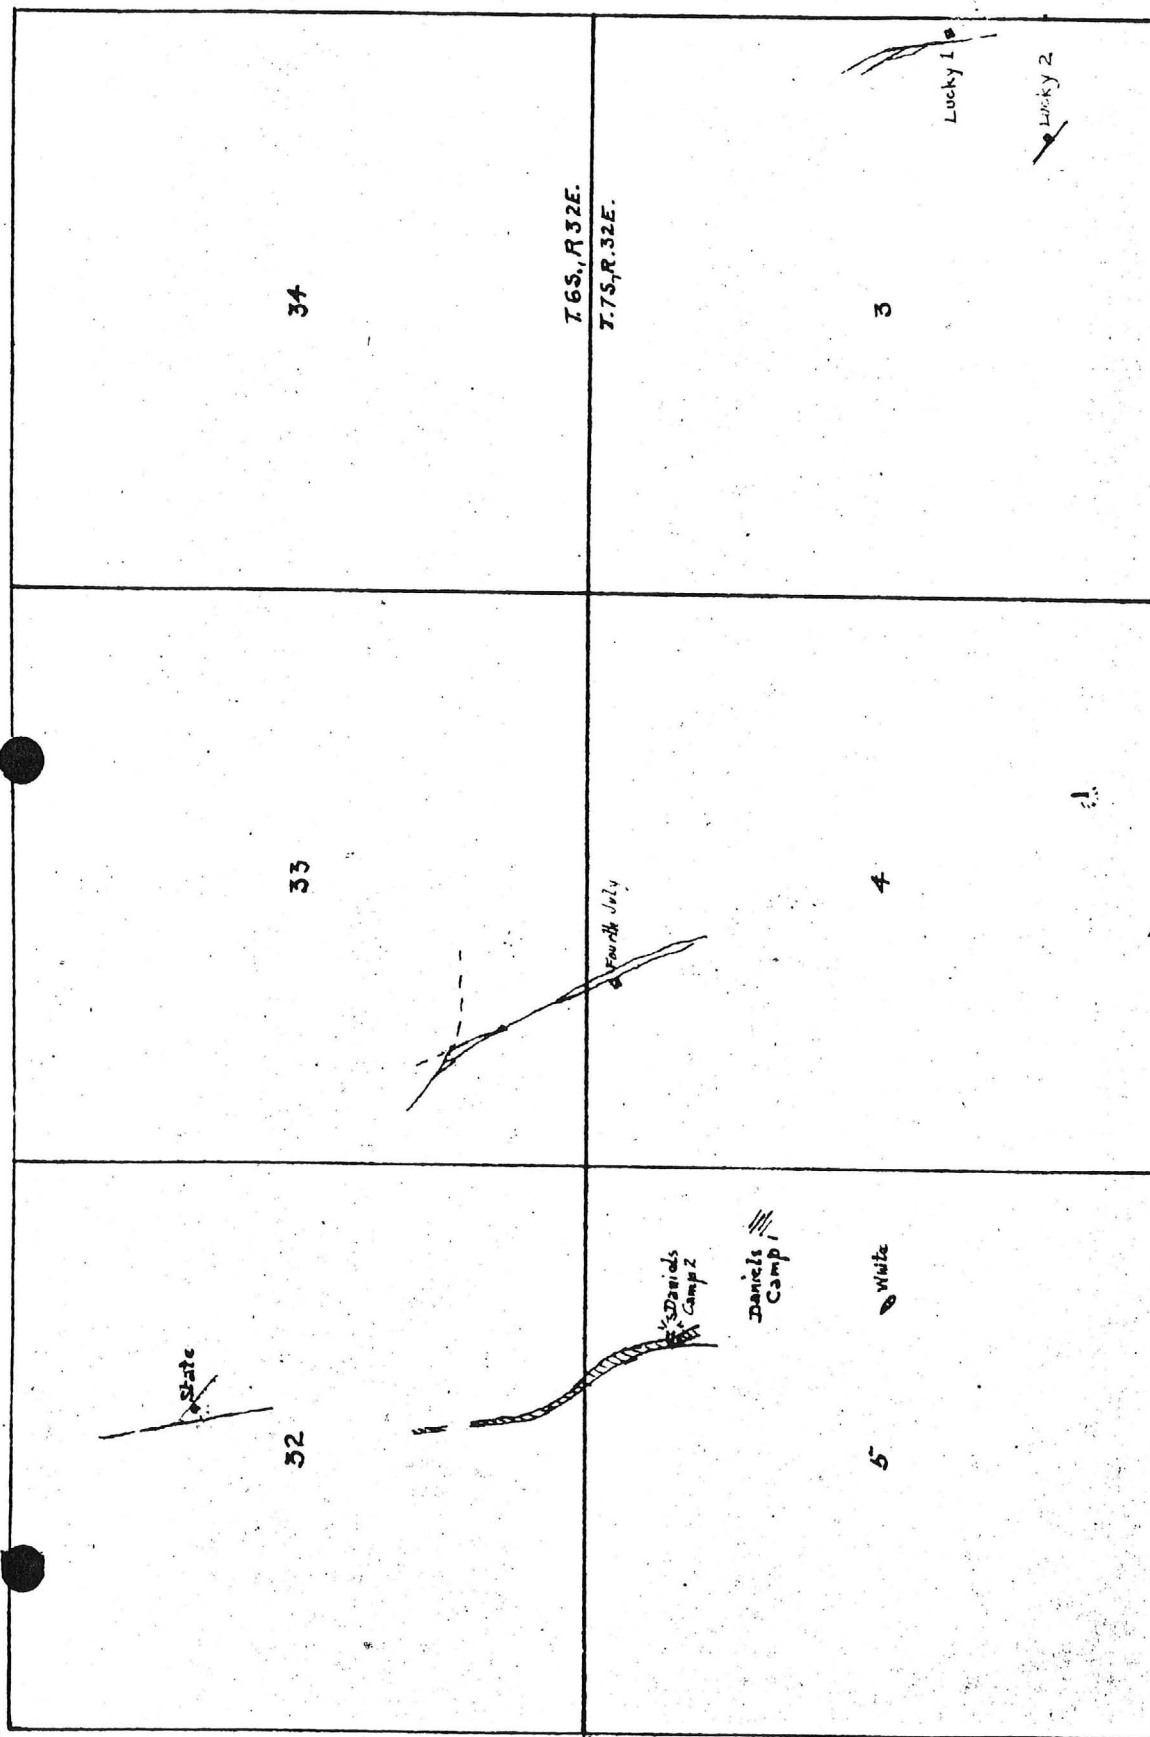 32
33
34
State
T.6S., R32E.
T.7S., R.32E.
Fourth July
Daniels
Camp 2
Daniels
Camp 1
White
5
4
3
Lucky 1
Lucky 2